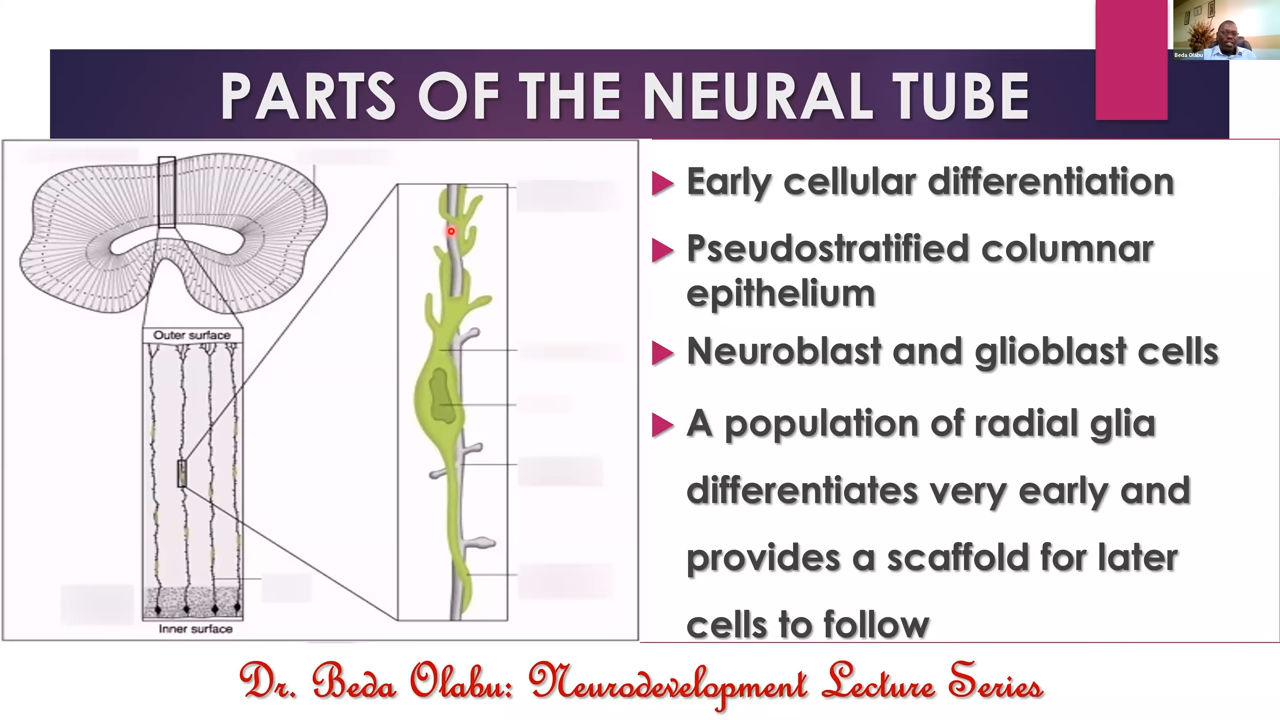 Beda Olabu
PARTS OF THE NEURAL TUBE
Outer surface
Inner surface
Early cellular differentiation
Pseudostratified columnar
epithelium
Neuroblast and glioblast cells
A population of radial glia
differentiates very early and
provides a scaffold for later
cells to follow
Dr. Beda Olabu: Neurodevelopment Lecture Series